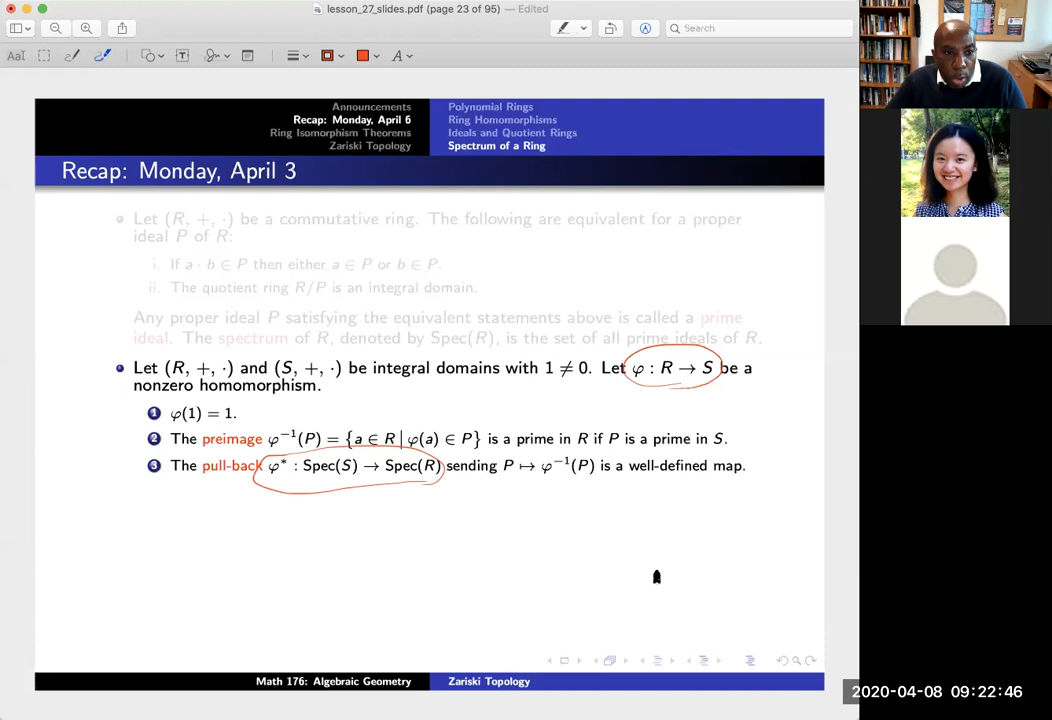 lesson_27_slides.pdf (page 23 of 95) — Edited
Search
Announcements
Recap: Monday, April 6
Ring Isomorphism Theorems
Zariski Topology
Polynomial Rings
Ring Homomorphisms
Ideals and Quotient Rings
Spectrum of a Ring
Recap: Monday, April 3
Let (R, +, ·) be a commutative ring. The following are equivalent for a proper
ideal P of R:
i. If a · b ∈ P then either a ∈ P or b ∈ P.
ii. The quotient ring R/P is an integral domain.
Any proper ideal P satisfying the equivalent statements above is called a prime
ideal. The spectrum of R, denoted by Spec(R), is the set of all prime ideals of R.
Let (R, +, ·) and (S, +, ·) be integral domains with 1 ≠ 0. Let φ : R → S be a
nonzero homomorphism.
1 φ(1) = 1.
2 The preimage φ⁻¹(P) = {a ∈ R | φ(a) ∈ P} is a prime in R if P is a prime in S.
3 The pull-back φ* : Spec(S) → Spec(R) sending P ↦ φ⁻¹(P) is a well-defined map.
Math 176: Algebraic Geometry
Zariski Topology
2020-04-08 09:22:46